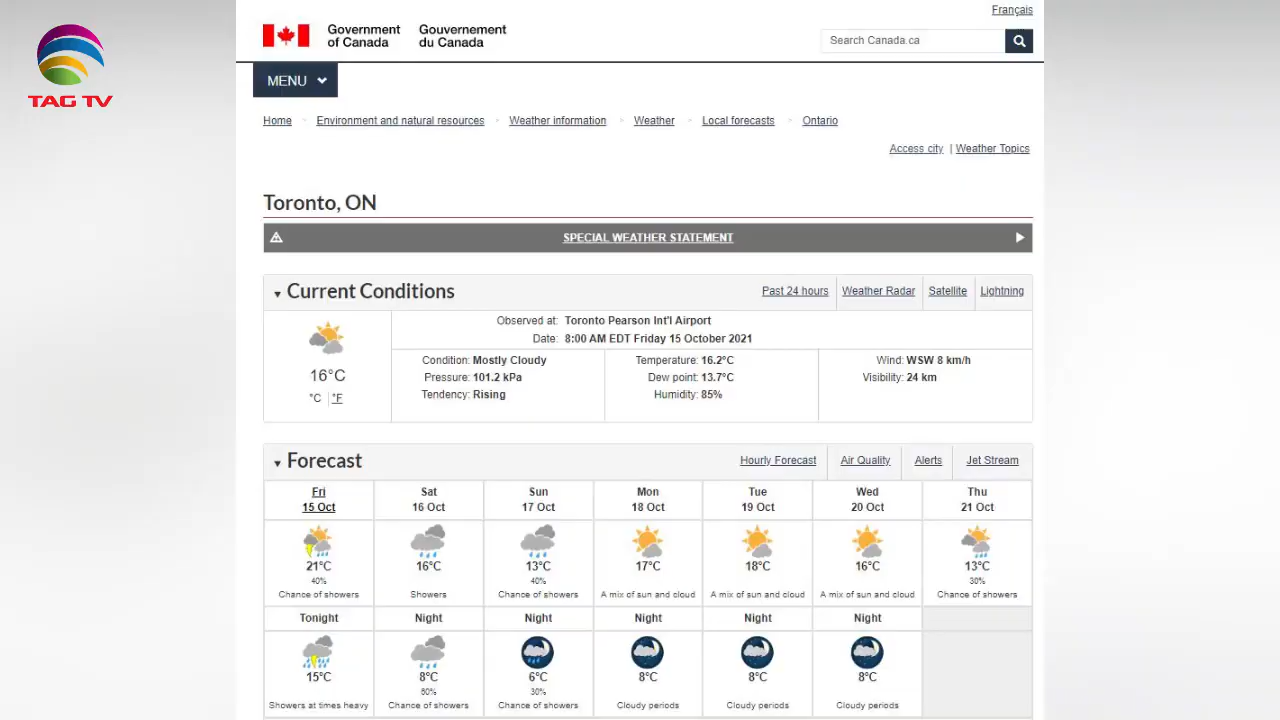 TAG TV
Français
Government of Canada
Gouvernement du Canada
Search Canada.ca
MENU
Home
Environment and natural resources
Weather information
Weather
Local forecasts
Ontario
Access city | Weather Topics
Toronto, ON
SPECIAL WEATHER STATEMENT
Current Conditions
Past 24 hours
Weather Radar
Satellite
Lightning
16°C
°C °F
Observed at: Toronto Pearson Int'l Airport
Date: 8:00 AM EDT Friday 15 October 2021
Condition: Mostly Cloudy
Pressure: 101.2 kPa
Tendency: Rising
Temperature: 16.2°C
Dew point: 13.7°C
Humidity: 85%
Wind: WSW 8 km/h
Visibility: 24 km
Forecast
Hourly Forecast
Air Quality
Alerts
Jet Stream
Fri Sat Sun Mon Tue Wed Thu
15 Oct 16 Oct 17 Oct 18 Oct 19 Oct 20 Oct 21 Oct
21°C 16°C 13°C 17°C 18°C 16°C 13°C
40% 40% 30%
Chance of showers Showers Chance of showers A mix of sun and cloud A mix of sun and cloud A mix of sun and cloud Chance of showers
Tonight Night Night Night Night Night
15°C 8°C 6°C 8°C 8°C 8°C
60% 30%
Showers at times heavy Chance of showers Chance of showers Cloudy periods Cloudy periods Cloudy periods